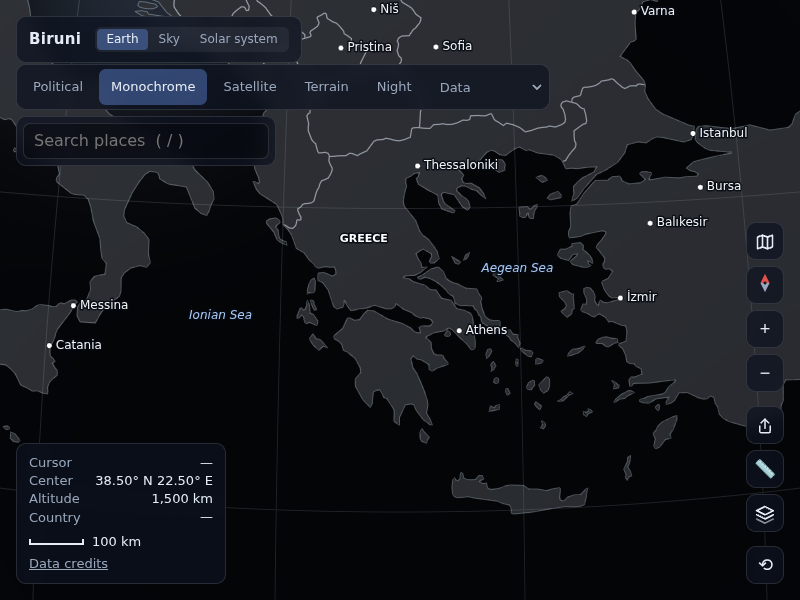 Niš
Varna
Biruni
Earth
Sky
Solar system
Pristina
Sofia
Political
Monochrome
Satellite
Terrain
Night
Data
Search places  ( / )
Istanbul
Thessaloniki
Bursa
Balıkesir
GREECE
Aegean Sea
İzmir
Messina
Ionian Sea
Athens
Catania
+
−
Cursor —
Center 38.50° N 22.50° E
Altitude 1,500 km
Country —
100 km
Data credits